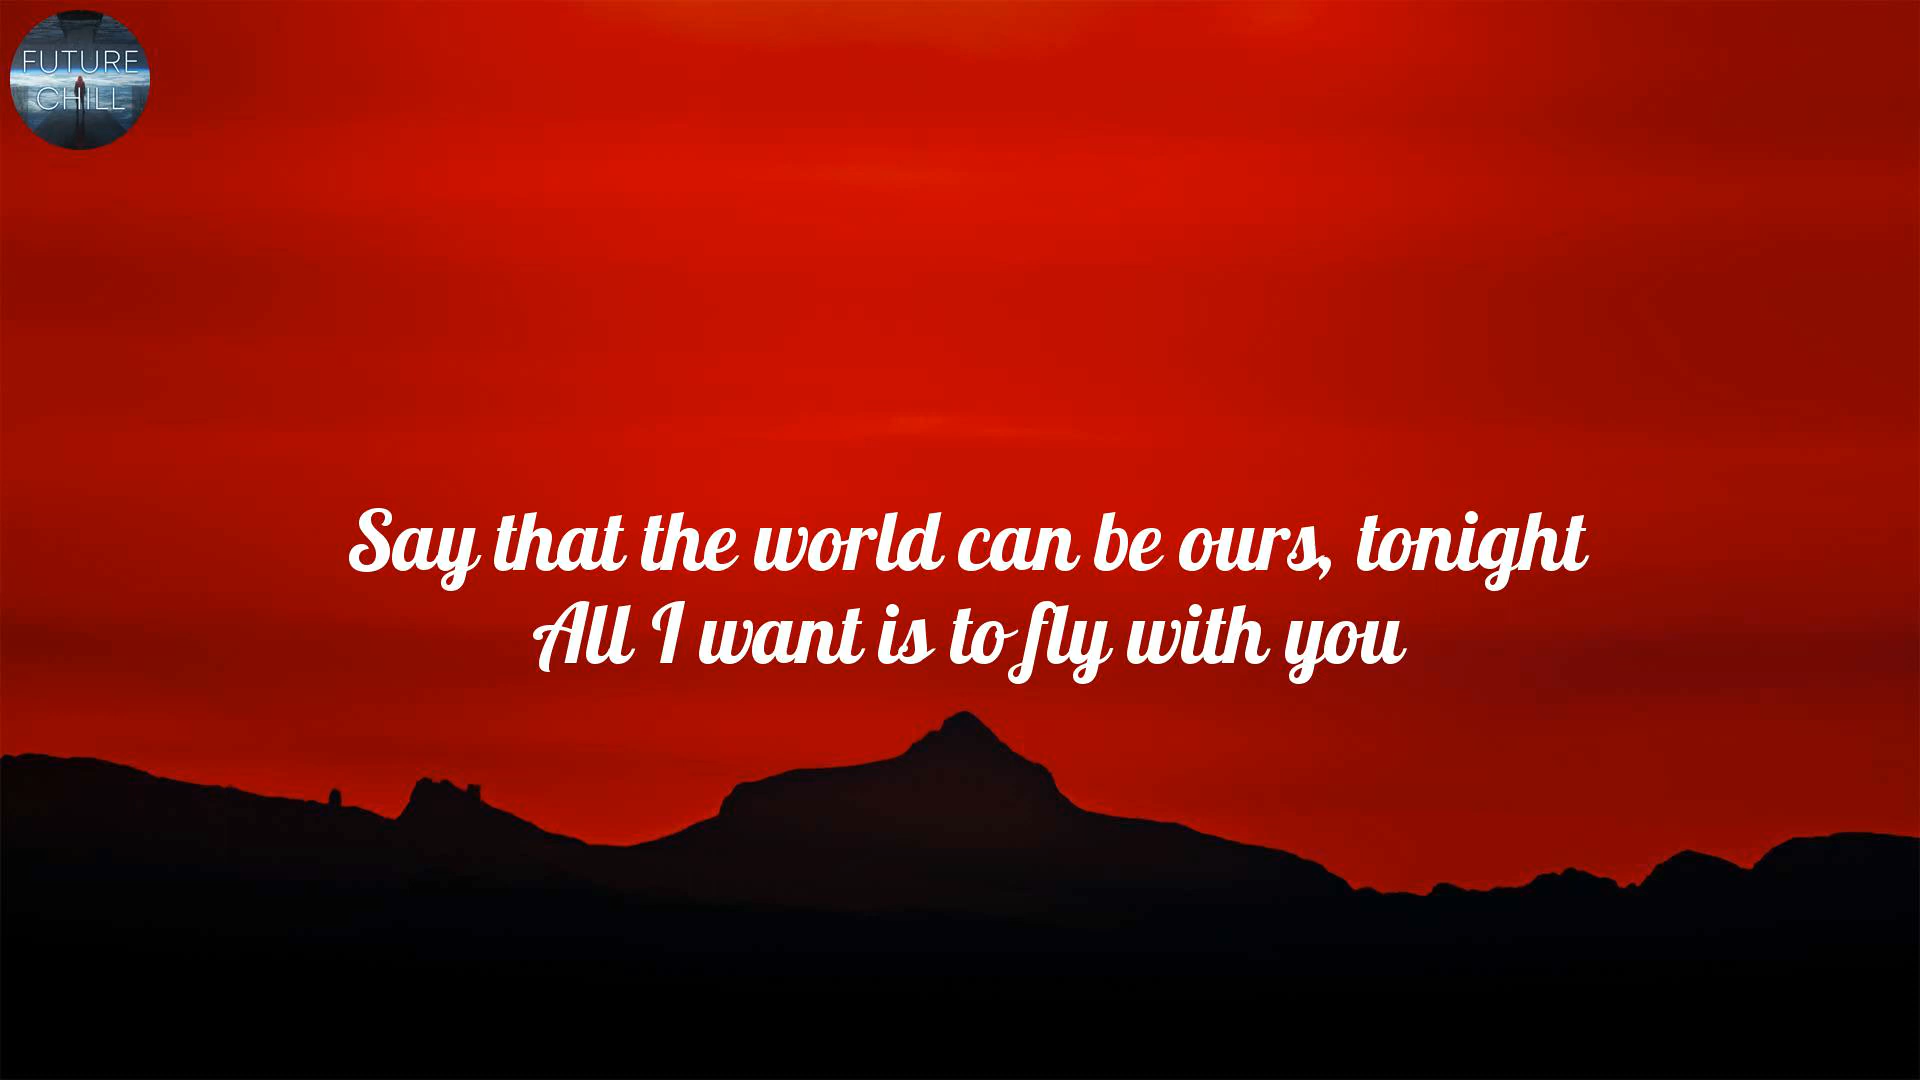 FUTURE
CHILL
Say that the world can be ours, tonight
All I want is to fly with you